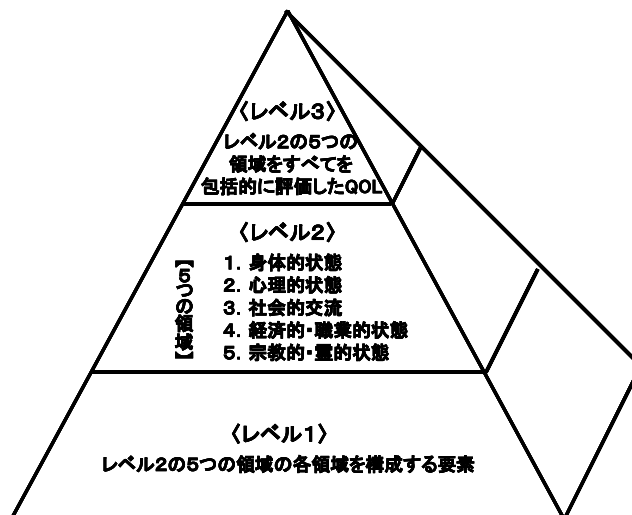 〈レベル3〉
レベル2の5つの
領域をすべてを
包括的に評価したQOL
〈レベル2〉
【5つの領域】
1. 身体的状態
2. 心理的状態
3. 社会的交流
4. 経済的・職業的状態
5. 宗教的・霊的状態
〈レベル1〉
レベル2の5つの領域の各領域を構成する要素